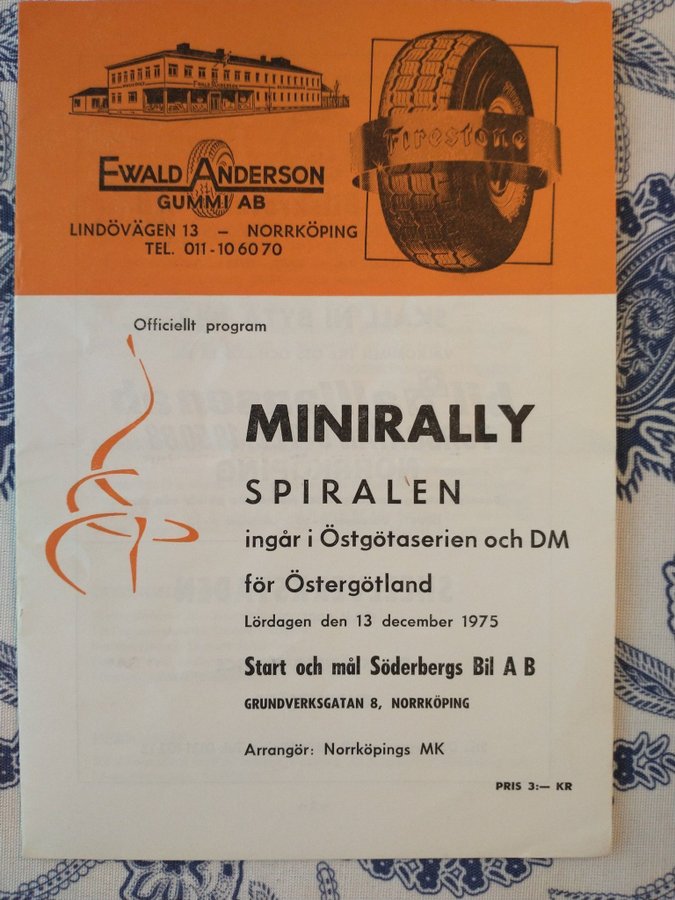 EWALD ANDERSON
GUMMI AB
LINDÖVÄGEN 13 – NORRKÖPING
TEL. 011-10 60 70
Firestone
Officiellt program
MINIRALLY
SPIRALEN
ingår i Östgötaserien och DM
för Östergötland
Lördagen den 13 december 1975
Start och mål Söderbergs Bil A B
GRUNDVERKSGATAN 8, NORRKÖPING
Arrangör: Norrköpings MK
PRIS 3:— KR